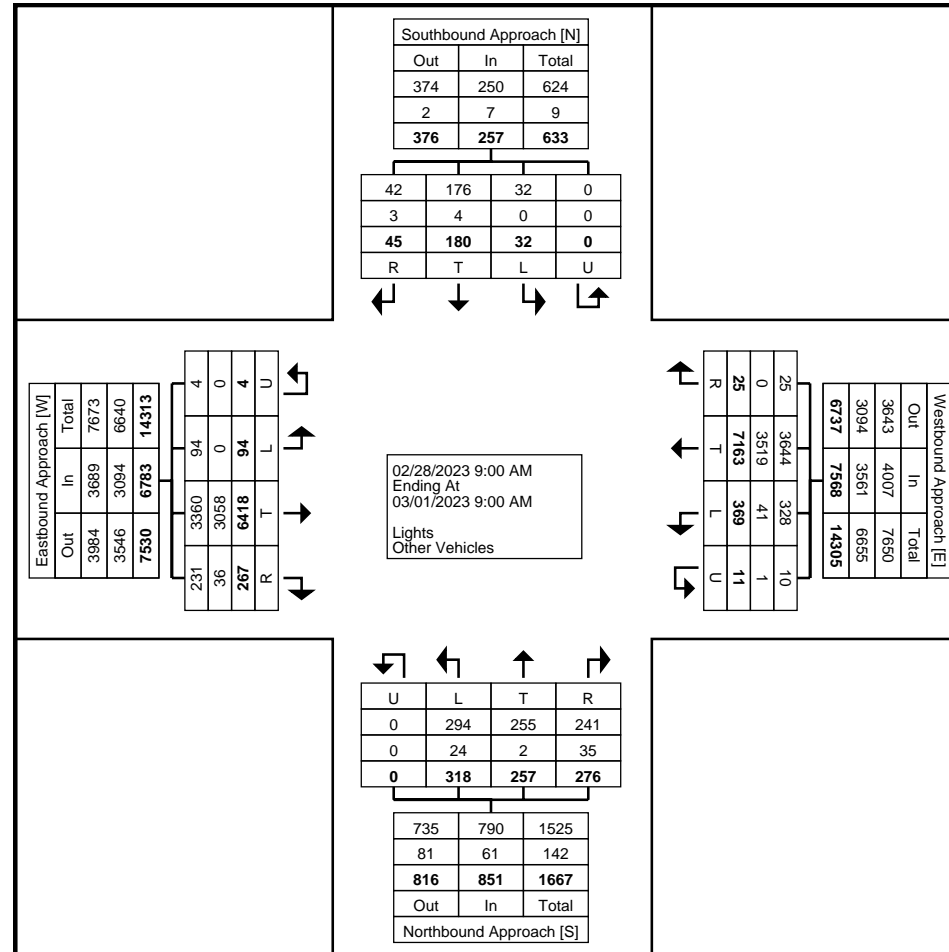 Southbound Approach [N]
Out In Total
374 250 624
2 7 9
376 257 633
42 176 32 0
3 4 0 0
45 180 32 0
R T L U
Eastbound Approach [W]
Total In Out
7673 3689 3984
6640 3094 3546
14313 6783 7530
4 94 3360 231
0 0 3058 36
4 94 6418 267
U L T R
02/28/2023 9:00 AM
Ending At
03/01/2023 9:00 AM
Lights
Other Vehicles
R T L U
25 7163 369 11
0 3519 41 1
25 3644 328 10
6737 7568 14305
3094 3561 6655
3643 4007 7650
Out In Total
Westbound Approach [E]
U L T R
0 294 255 241
0 24 2 35
0 318 257 276
735 790 1525
81 61 142
816 851 1667
Out In Total
Northbound Approach [S]